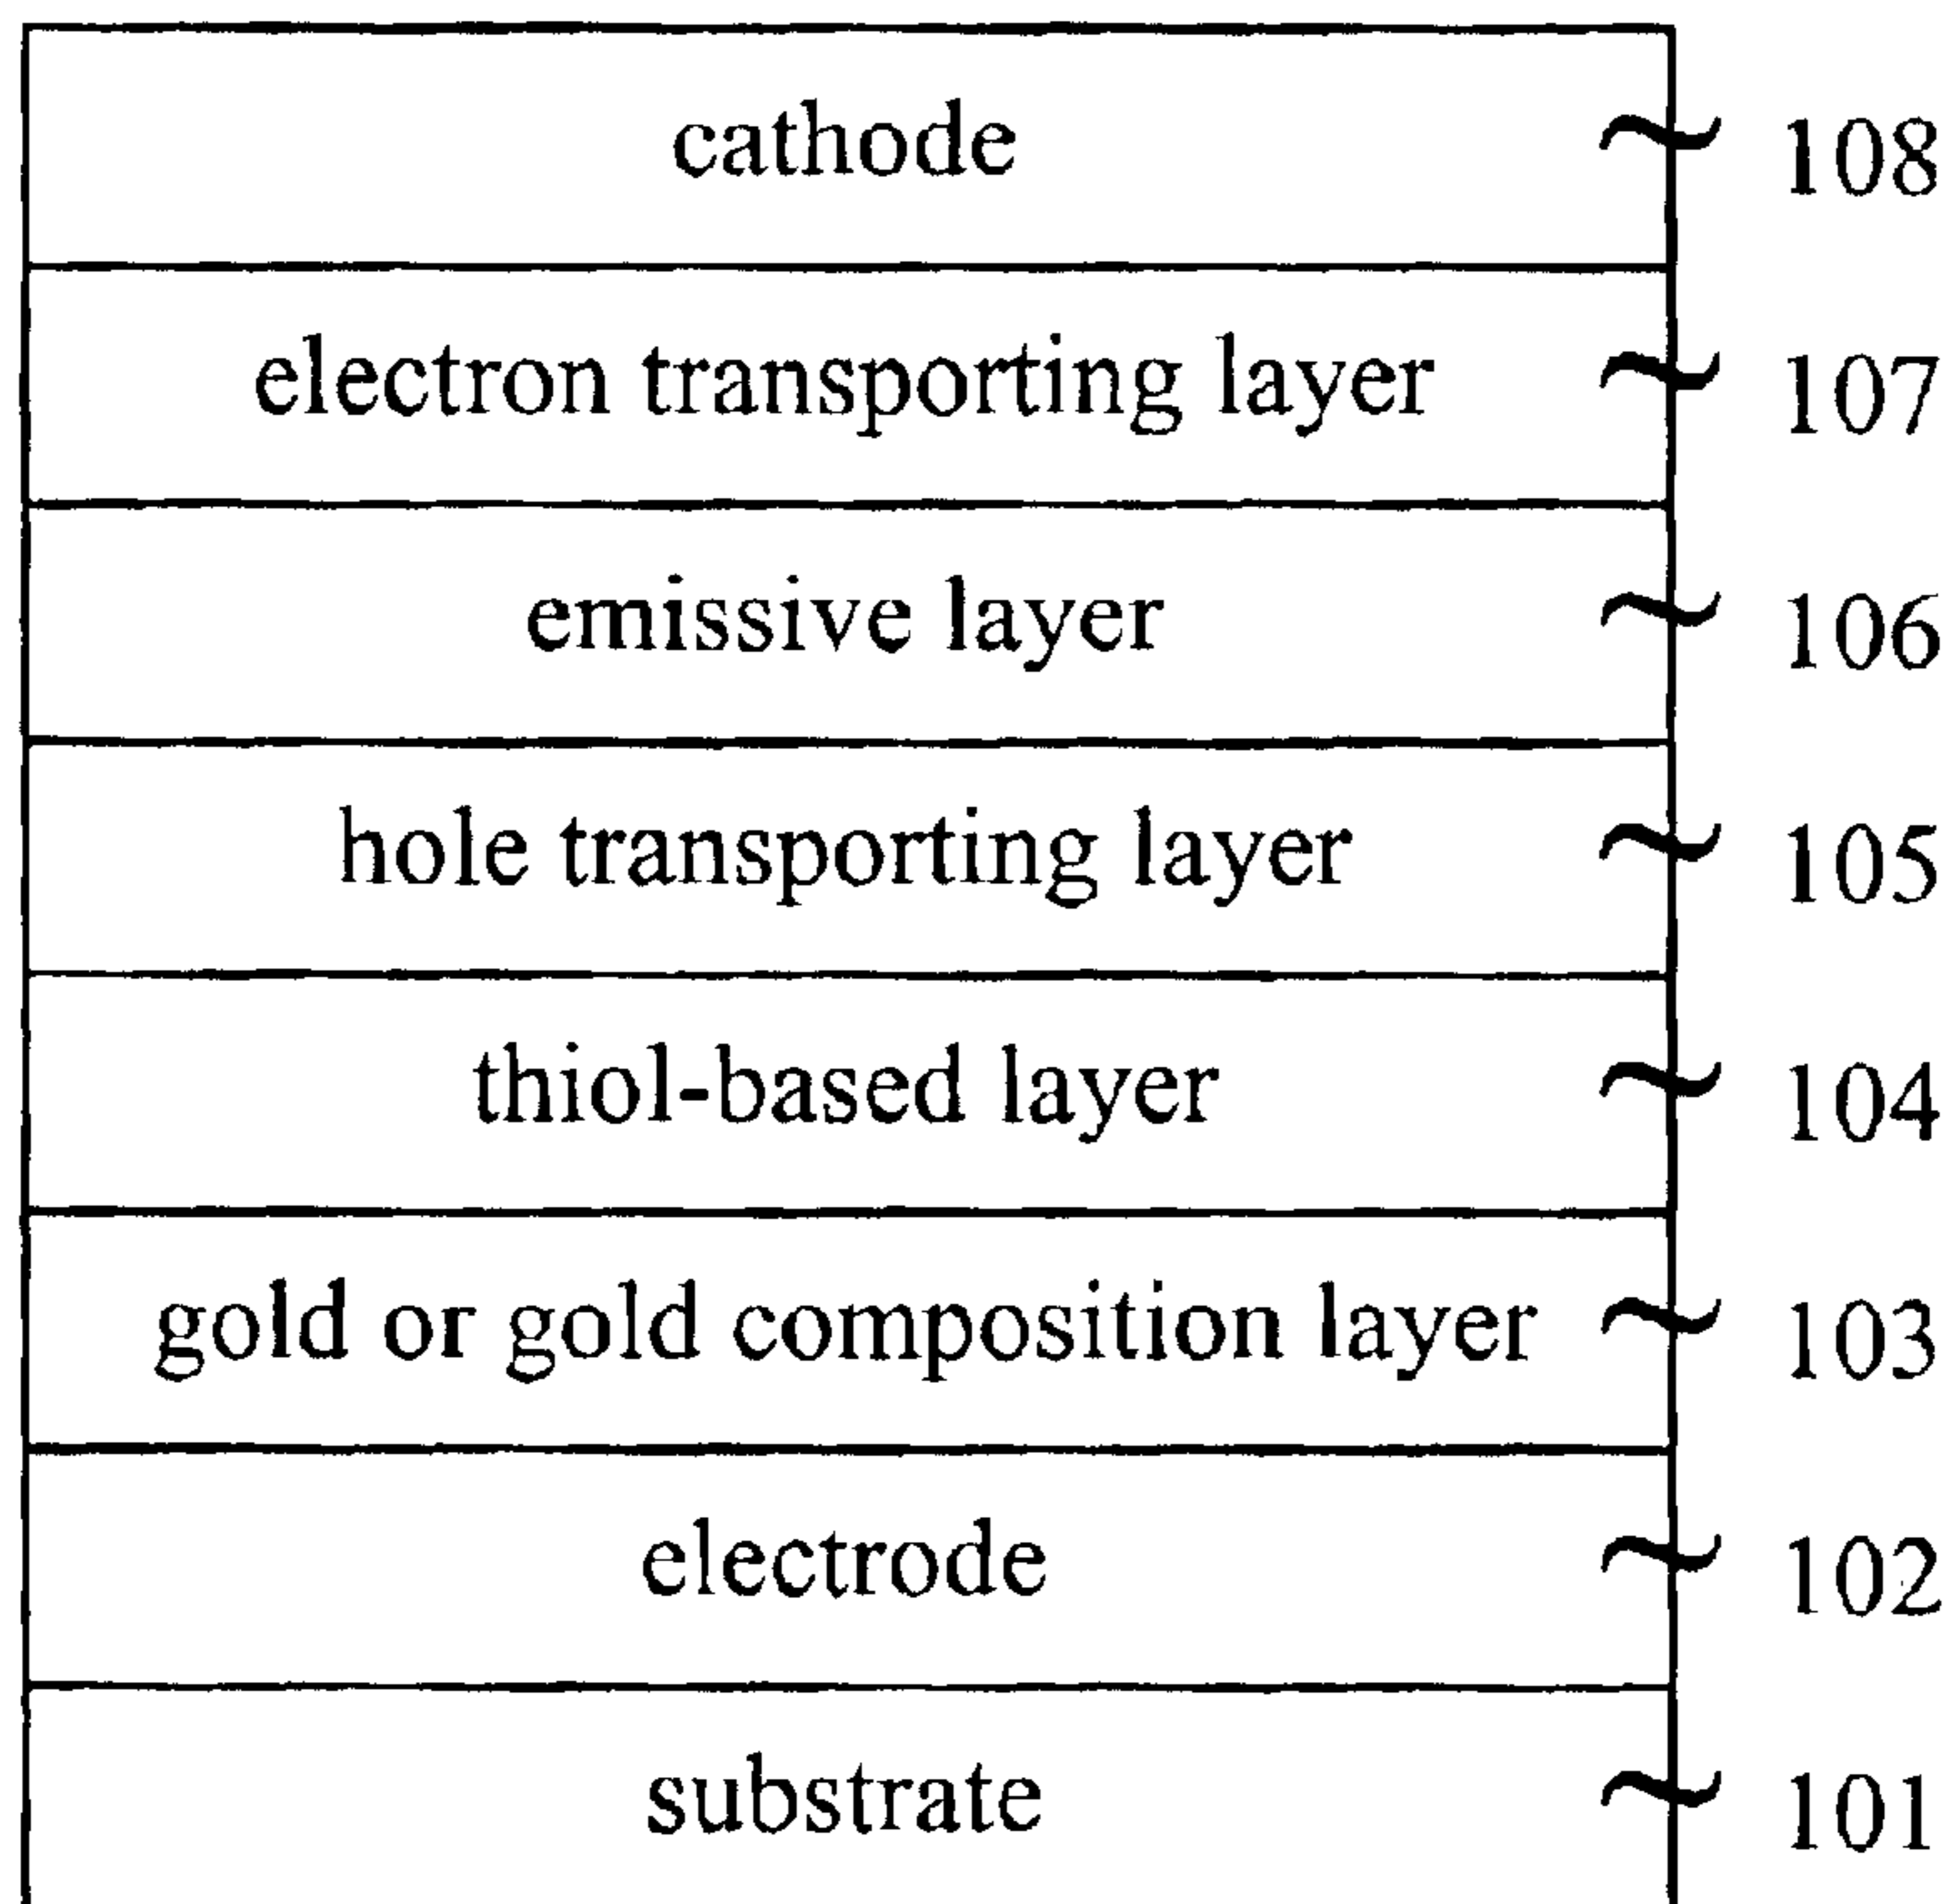 cathode 108
electron transporting layer 107
emissive layer 106
hole transporting layer 105
thiol-based layer 104
gold or gold composition layer 103
electrode 102
substrate 101